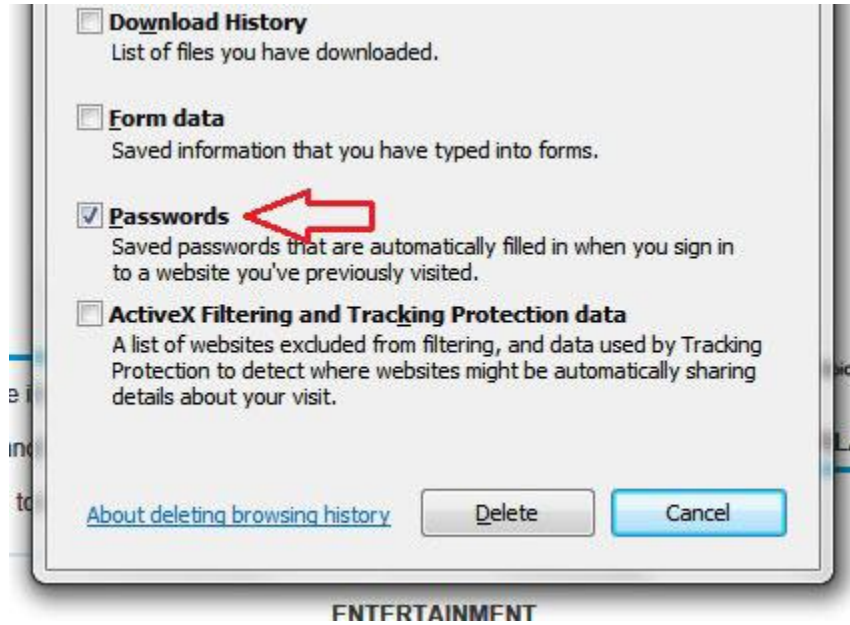 Download History
List of files you have downloaded.
Form data
Saved information that you have typed into forms.
Passwords
Saved passwords that are automatically filled in when you sign in
to a website you've previously visited.
ActiveX Filtering and Tracking Protection data
A list of websites excluded from filtering, and data used by Tracking
Protection to detect where websites might be automatically sharing
details about your visit.
About deleting browsing history
Delete
Cancel
ENTERTAINMENT